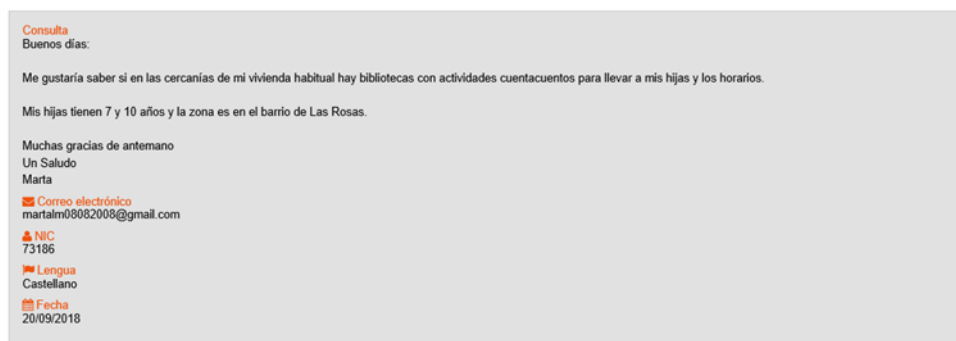 Consulta
Buenos días:
Me gustaría saber si en las cercanías de mi vivienda habitual hay bibliotecas con actividades cuentacuentos para llevar a mis hijas y los horarios.
Mis hijas tienen 7 y 10 años y la zona es en el barrio de Las Rosas.
Muchas gracias de antemano
Un Saludo
Marta
Correo electrónico
martalm08082008@gmail.com
NIC
73186
Lengua
Castellano
Fecha
20/09/2018